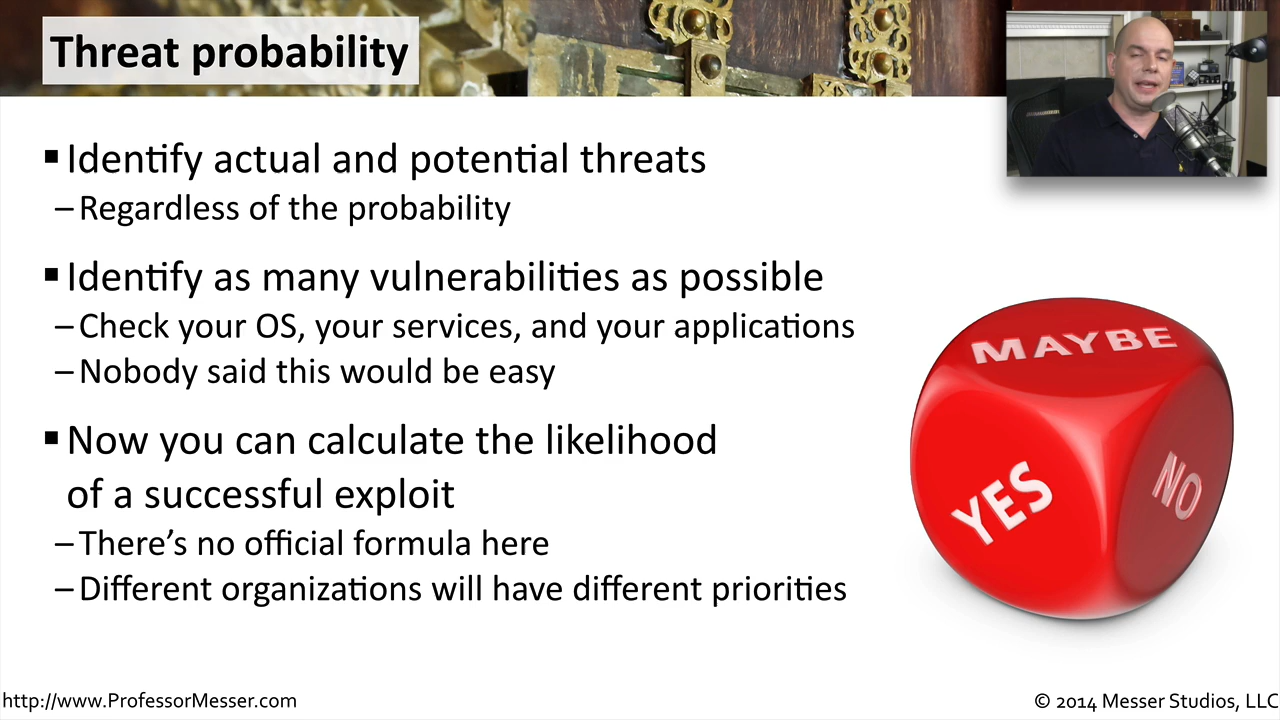 Threat probability
▪ Identify actual and potential threats
– Regardless of the probability
▪ Identify as many vulnerabilities as possible
– Check your OS, your services, and your applications
– Nobody said this would be easy
▪ Now you can calculate the likelihood
of a successful exploit
– There's no official formula here
– Different organizations will have different priorities
MAYBE
YES
NO
http://www.ProfessorMesser.com
© 2014 Messer Studios, LLC